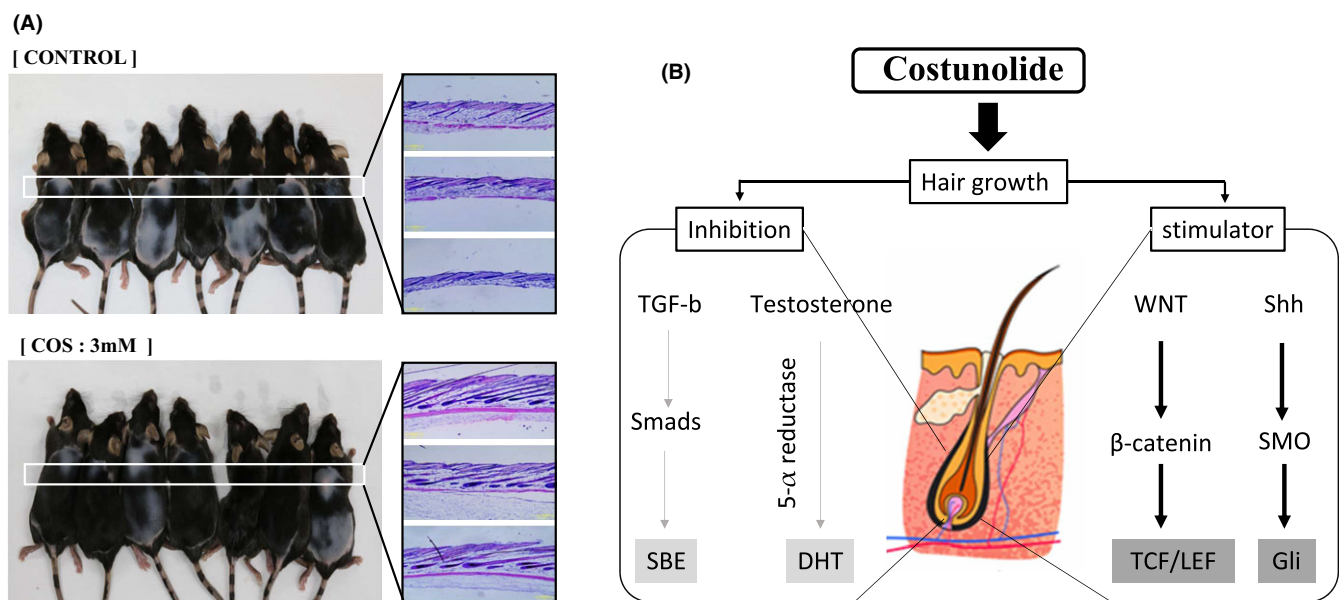 (A)
[ CONTROL ]
[ COS : 3mM ]
(B)
Costunolide
Hair growth
Inhibition
stimulator
TGF-b
Testosterone
WNT
Shh
5-α reductase
Smads
β-catenin
SMO
SBE
DHT
TCF/LEF
Gli